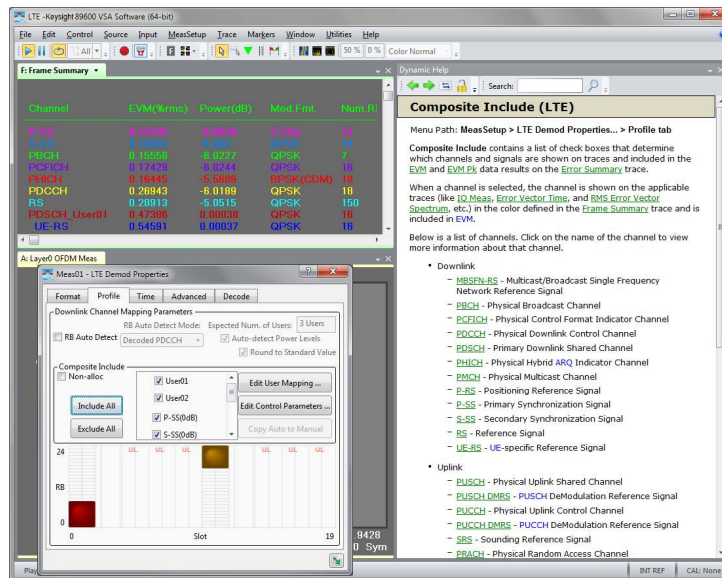 LTE -Keysight 89600 VSA Software (64-bit)
File Edit Control Source Input MeasSetup Trace Markers Window Utilities Help
All 50 % 0 % Color Normal
F: Frame Summary
Channel EVM(%rms) Power(dB) Mod.Fmt. Num.R
P-SS
S-SS
PBCH 0.15558 -6.0227 QPSK 7
PCFICH 0.17429 -6.0244 QPSK 16
PHICH 0.16445 -5.5609 BPSK(CDM) 18
PDCCH 0.26943 -6.0189 QPSK 18
RS 0.28913 -5.0515 QPSK 150
PDSCH_User01 0.47386 0.00038 QPSK 16
UE-RS 0.54591 0.00037 QPSK 16
A: Layer0 OFDM Meas
Meas01 - LTE Demod Properties
Format Profile Time Advanced Decode
Downlink Channel Mapping Parameters
RB Auto Detect Mode: Expected Num. of Users: 3 Users
RB Auto Detect Decoded PDCCH Auto-detect Power Levels
Round to Standard Value
Composite Include
Non-alloc
User01
Edit User Mapping ...
User02
Include All
Edit Control Parameters ...
P-SS(0dB)
Exclude All
S-SS(0dB)
Copy Auto to Manual
24 UL UL UL UL UL UL
RB
0
0 Slot 19
.9428
0 Sym
Dynamic Help
Search:
Composite Include (LTE)
Menu Path: MeasSetup > LTE Demod Properties... > Profile tab
Composite Include contains a list of check boxes that determine
which channels and signals are shown on traces and included in the
EVM and EVM Pk data results on the Error Summary trace.
When a channel is selected, the channel is shown on the applicable
traces (like IQ Meas, Error Vector Time, and RMS Error Vector
Spectrum, etc.) in the color defined in the Frame Summary trace and is
included in EVM.
Below is a list of channels. Click on the name of the channel to view
more information about that channel.
• Downlink
– MBSFN-RS - Multicast/Broadcast Single Frequency
Network Reference Signal
– PBCH - Physical Broadcast Channel
– PCFICH - Physical Control Format Indicator Channel
– PDCCH - Physical Downlink Control Channel
– PDSCH - Primary Downlink Shared Channel
– PHICH - Physical Hybrid ARQ Indicator Channel
– PMCH - Physical Multicast Channel
– P-RS - Positioning Reference Signal
– P-SS - Primary Synchronization Signal
– S-SS - Secondary Synchronization Signal
– RS - Reference Signal
– UE-RS - UE-specific Reference Signal
• Uplink
– PUSCH - Physical Uplink Shared Channel
– PUSCH DMRS - PUSCH DeModulation Reference Signal
– PUCCH - Physical Uplink Control Channel
– PUCCH DMRS - PUCCH DeModulation Reference Signal
– SRS - Sounding Reference Signal
– PRACH - Physical Random Access Channel
Play
INT REF CAL: None